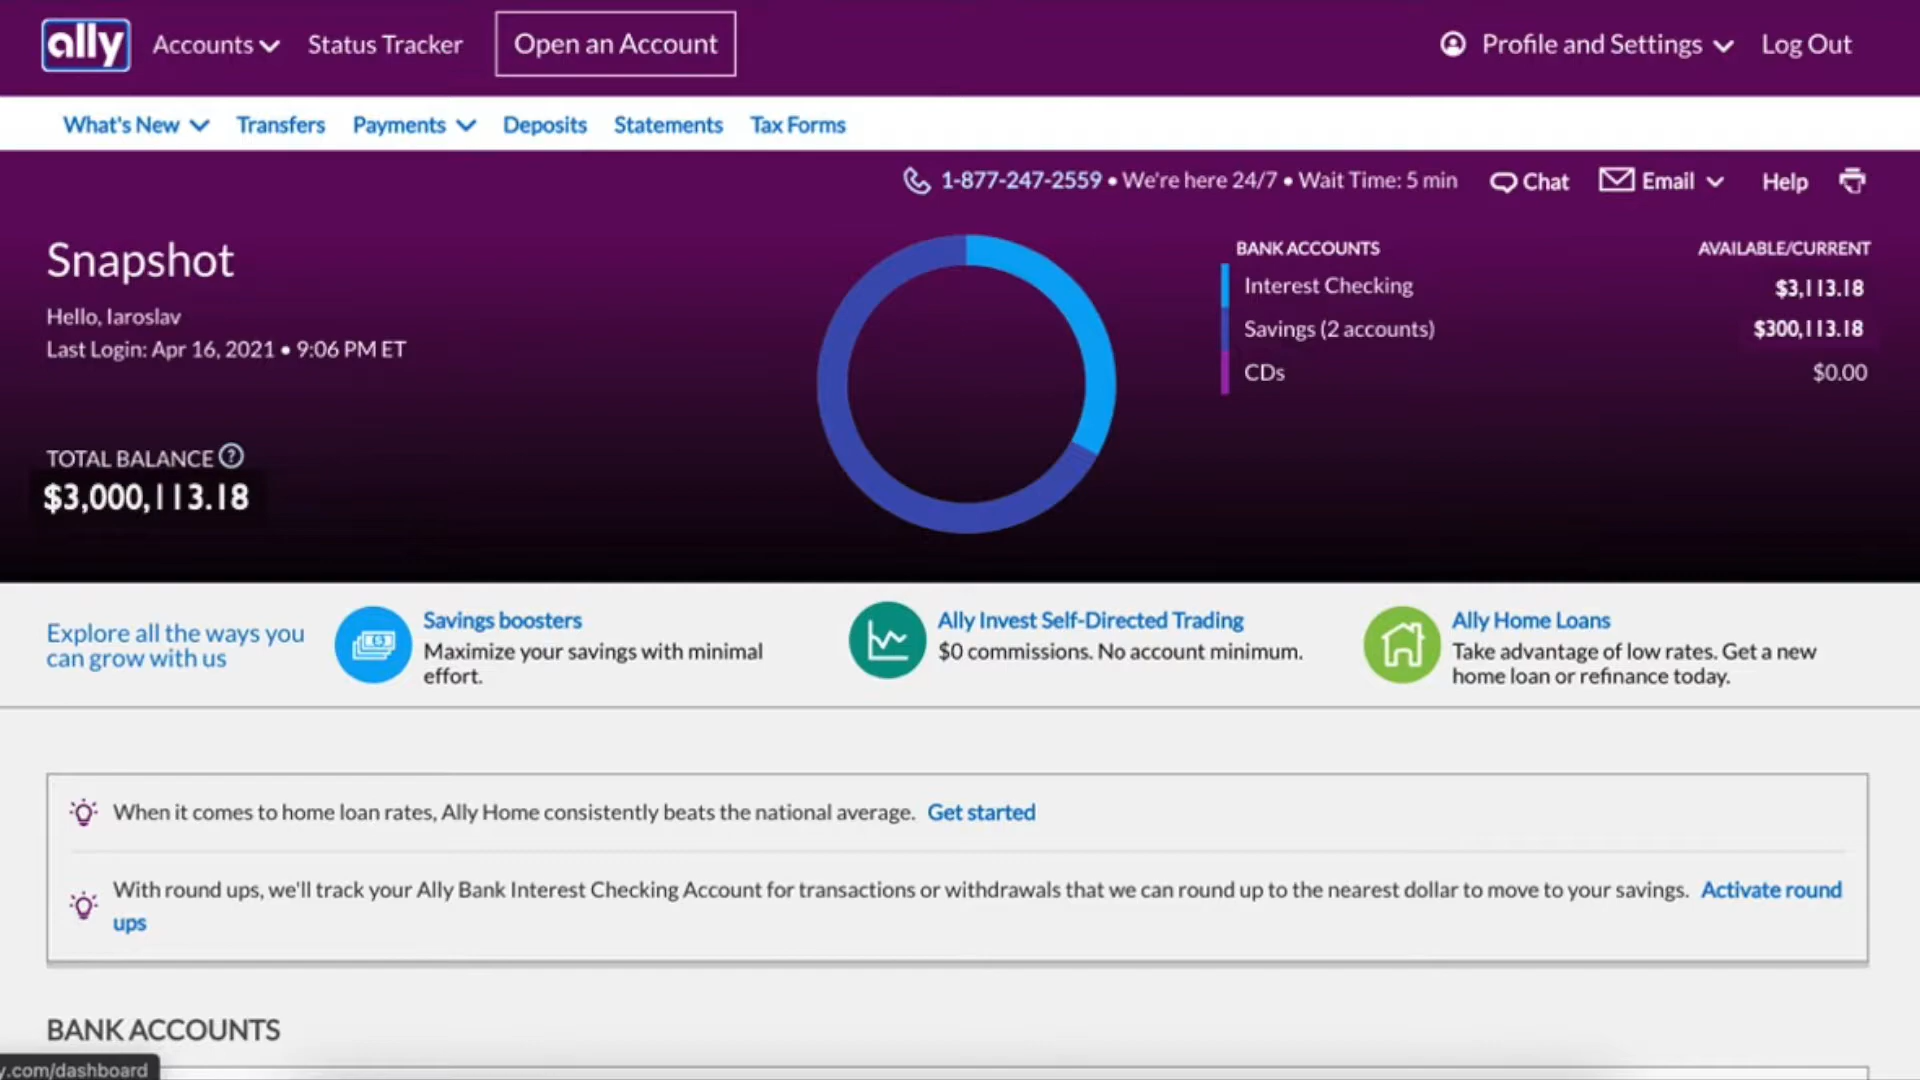 ally Accounts Status Tracker Open an Account Profile and Settings Log Out
What's New Transfers Payments Deposits Statements Tax Forms
1-877-247-2559 • We're here 24/7 • Wait Time: 5 min Chat Email Help
Snapshot
Hello, Iaroslav
Last Login: Apr 16, 2021 • 9:06 PM ET
TOTAL BALANCE ?
$3,000,113.18
BANK ACCOUNTS AVAILABLE/CURRENT
Interest Checking $3,113.18
Savings (2 accounts) $300,113.18
CDs $0.00
Explore all the ways you
can grow with us
Savings boosters
Maximize your savings with minimal
effort.
Ally Invest Self-Directed Trading
$0 commissions. No account minimum.
Ally Home Loans
Take advantage of low rates. Get a new
home loan or refinance today.
When it comes to home loan rates, Ally Home consistently beats the national average. Get started
With round ups, we'll track your Ally Bank Interest Checking Account for transactions or withdrawals that we can round up to the nearest dollar to move to your savings. Activate round
ups
BANK ACCOUNTS
y.com/dashboard